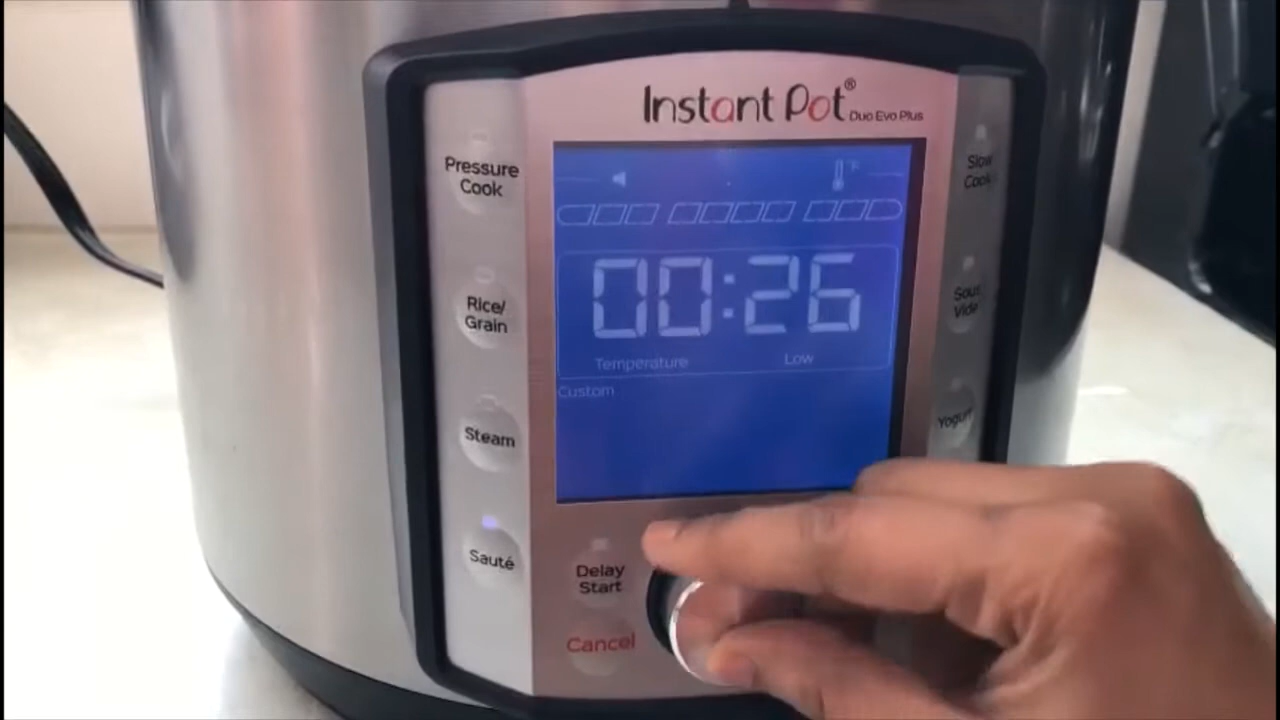 Instant Pot® Duo Evo Plus
Pressure
Cook
Rice/
Grain
Steam
Sauté
°F
00:26
Temperature Low
Custom
Slow
Cook
Sous
Vide
Yogurt
Delay
Start
Cancel